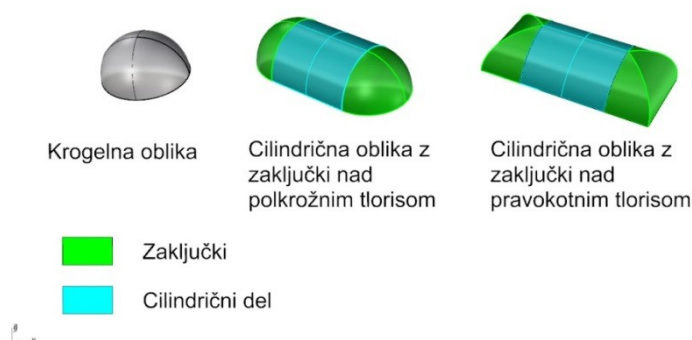 Krogelna oblika
Cilindrična oblika z
zaključki nad
polkrožnim tlorisom
Cilindrična oblika z
zaključki nad
pravokotnim tlorisom
Zaključki
Cilindrični del